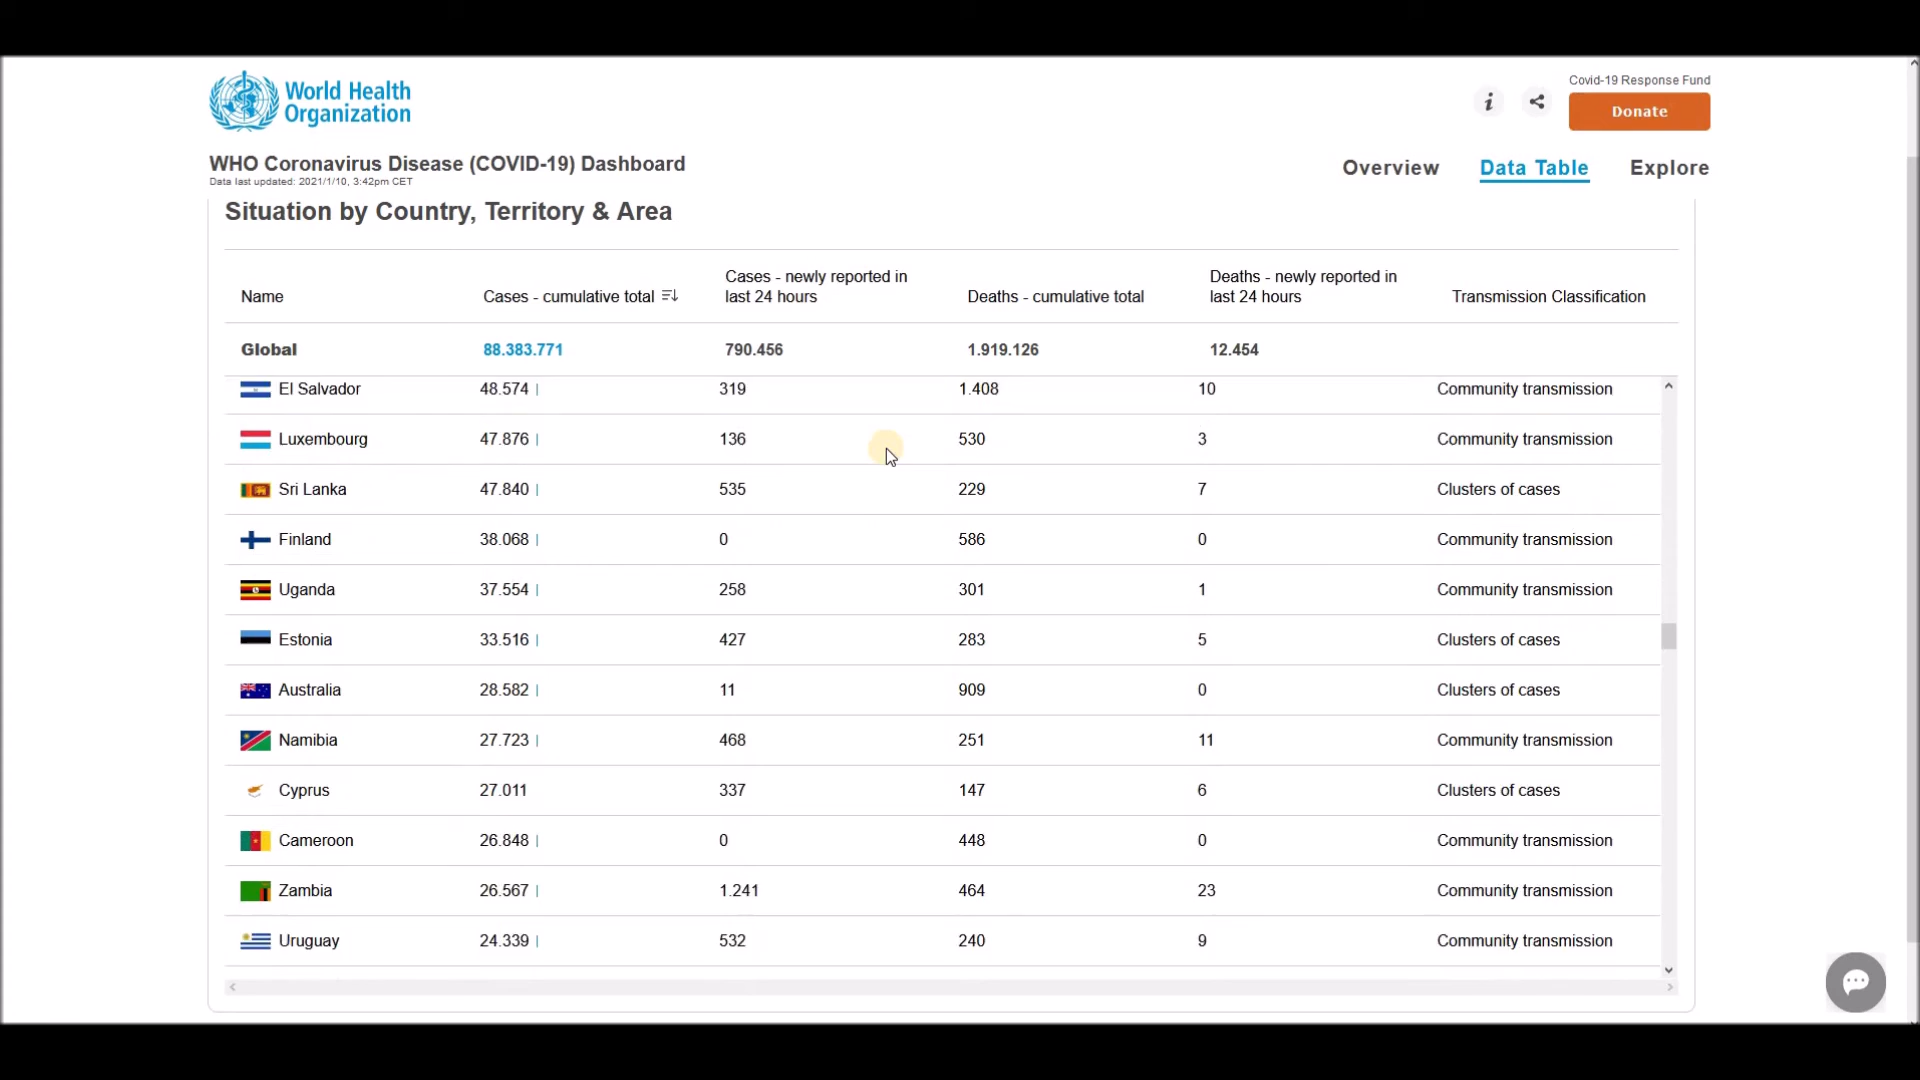 World Health
Organization
Covid-19 Response Fund
i
Donate
WHO Coronavirus Disease (COVID-19) Dashboard
Data last updated: 2021/1/10, 3:42pm CET
Overview Data Table Explore
Situation by Country, Territory & Area
Name Cases - cumulative total Cases - newly reported in last 24 hours Deaths - cumulative total Deaths - newly reported in last 24 hours Transmission Classification
Global 88.383.771 790.456 1.919.126 12.454
El Salvador 48.574 319 1.408 10 Community transmission
Luxembourg 47.876 136 530 3 Community transmission
Sri Lanka 47.840 535 229 7 Clusters of cases
Finland 38.068 0 586 0 Community transmission
Uganda 37.554 258 301 1 Community transmission
Estonia 33.516 427 283 5 Clusters of cases
Australia 28.582 11 909 0 Clusters of cases
Namibia 27.723 468 251 11 Community transmission
Cyprus 27.011 337 147 6 Clusters of cases
Cameroon 26.848 0 448 0 Community transmission
Zambia 26.567 1.241 464 23 Community transmission
Uruguay 24.339 532 240 9 Community transmission